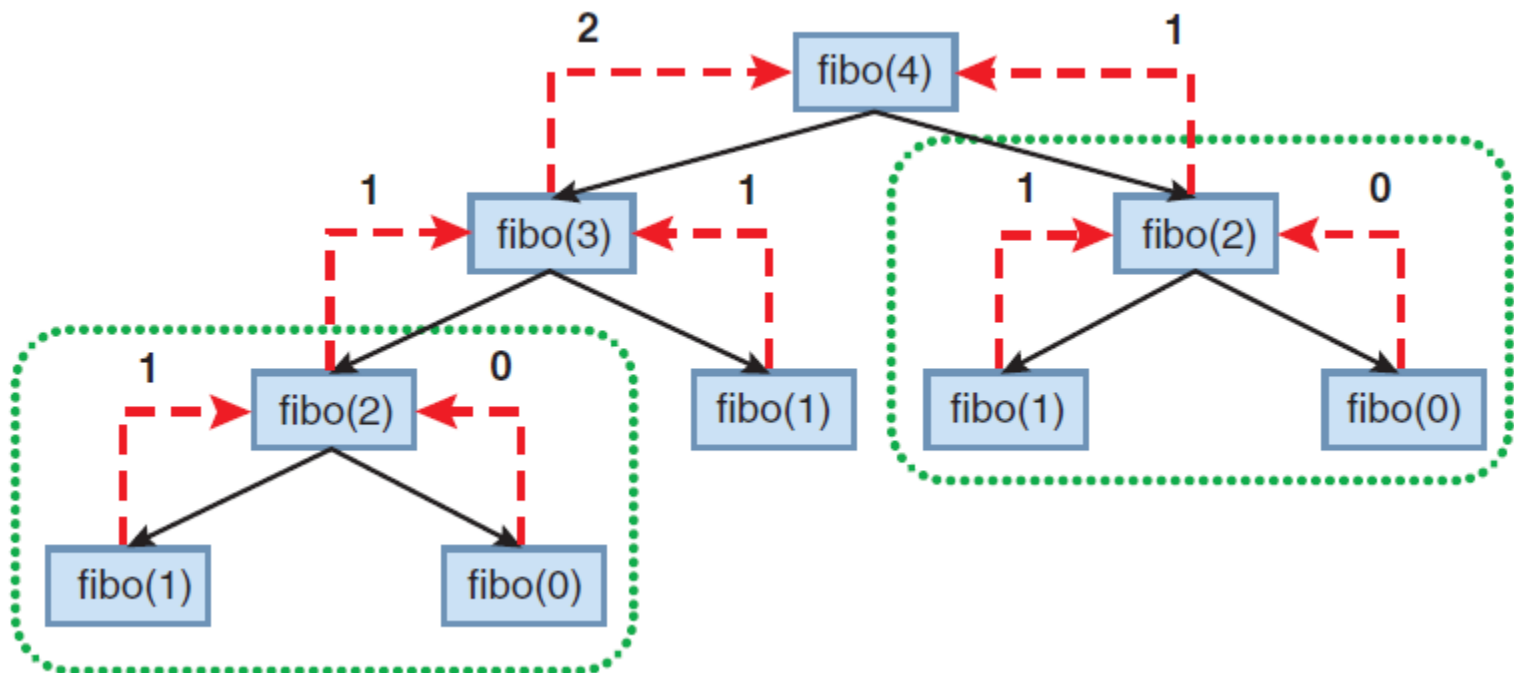 2 1
fibo(4)
1 1 1 0
fibo(3) fibo(2)
1 0
fibo(2) fibo(1) fibo(1) fibo(0)
fibo(1) fibo(0)